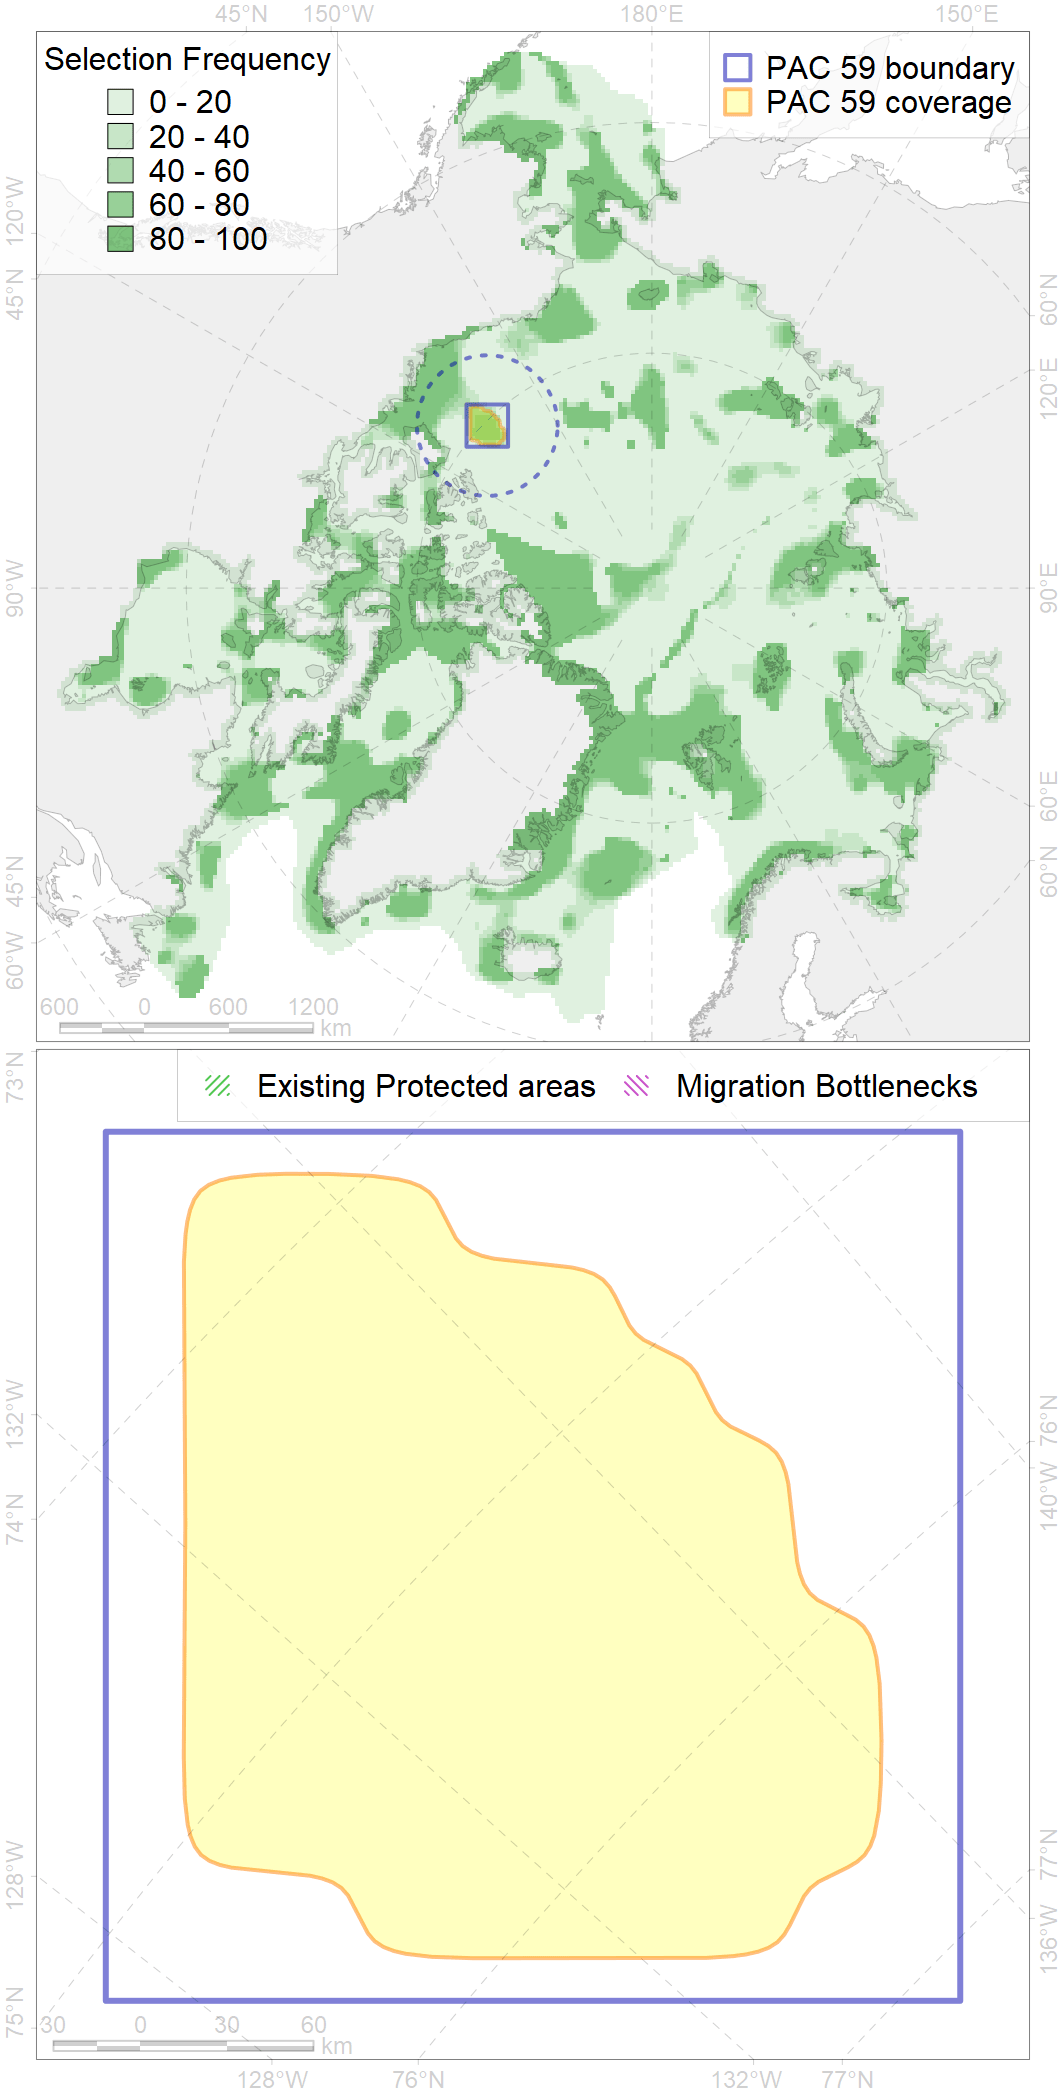 45°N 150°W 180°E 150°E
Selection Frequency
0 - 20
20 - 40
40 - 60
60 - 80
80 - 100
PAC 59 boundary
PAC 59 coverage
120°W
45°N
90°W
45°N
60°W
60°N
120°E
90°E
60°E
60°N
600 0 600 1200
km
Existing Protected areas Migration Bottlenecks
73°N
132°W
74°N
128°W
75°N
76°N
140°W
77°N
136°W
30 0 30 60
km
128°W 76°N 132°W 77°N